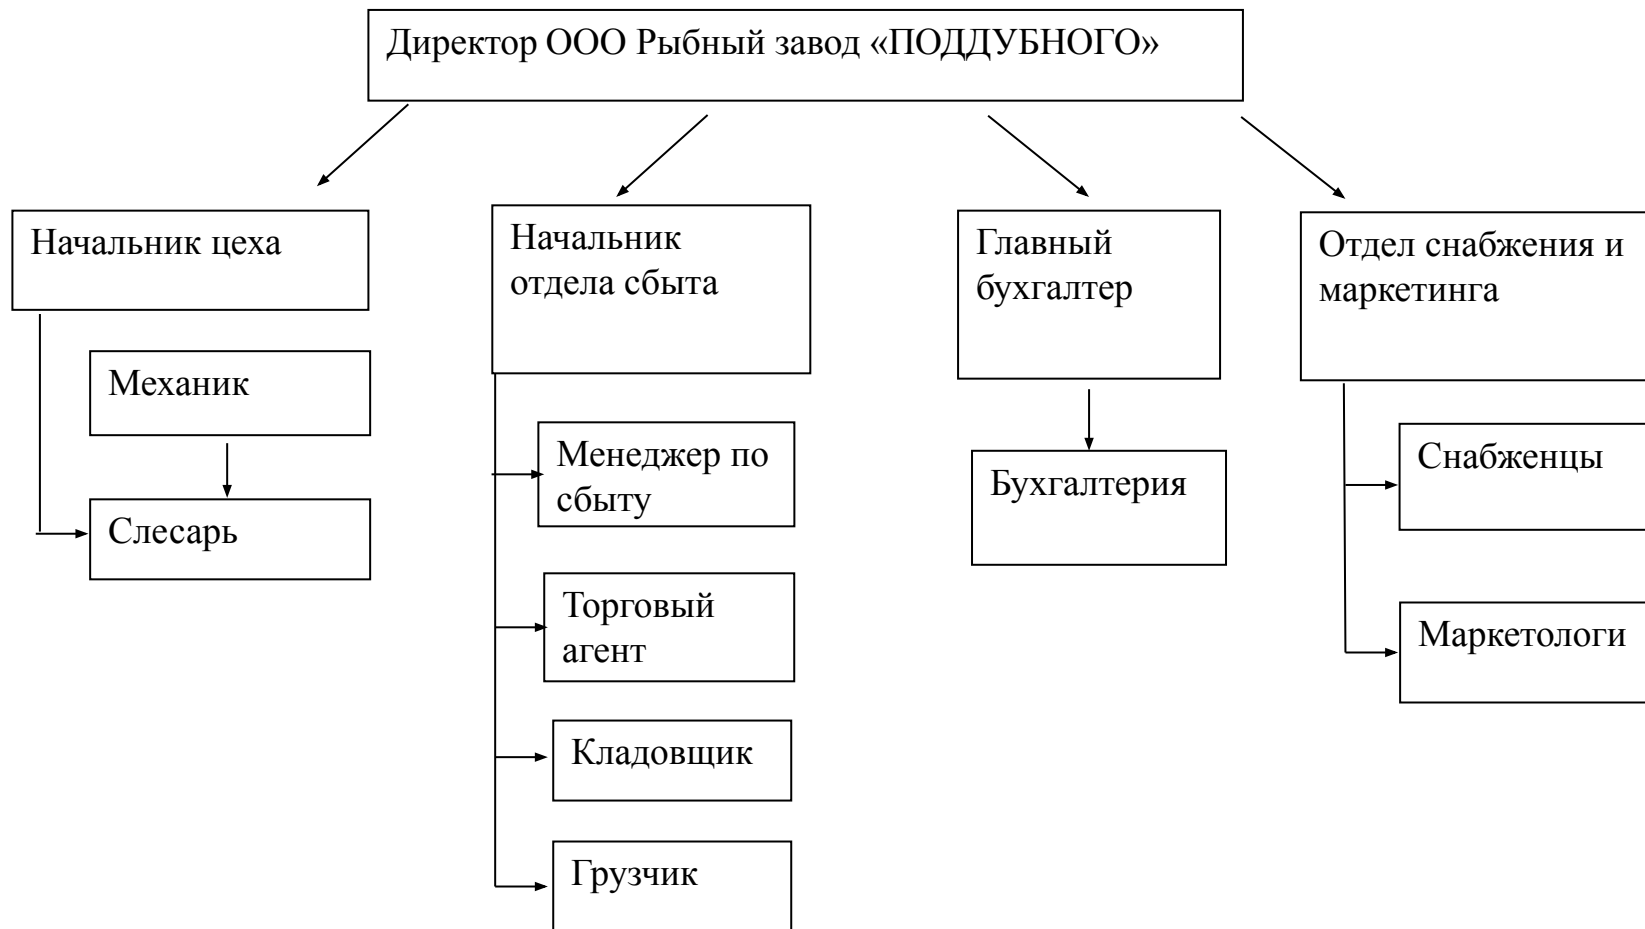 Директор ООО Рыбный завод «ПОДДУБНОГО»
Начальник цеха
Механик
Слесарь
Начальник
отдела сбыта
Менеджер по
сбыту
Торговый
агент
Кладовщик
Грузчик
Главный
бухгалтер
Бухгалтерия
Отдел снабжения и
маркетинга
Снабженцы
Маркетологи